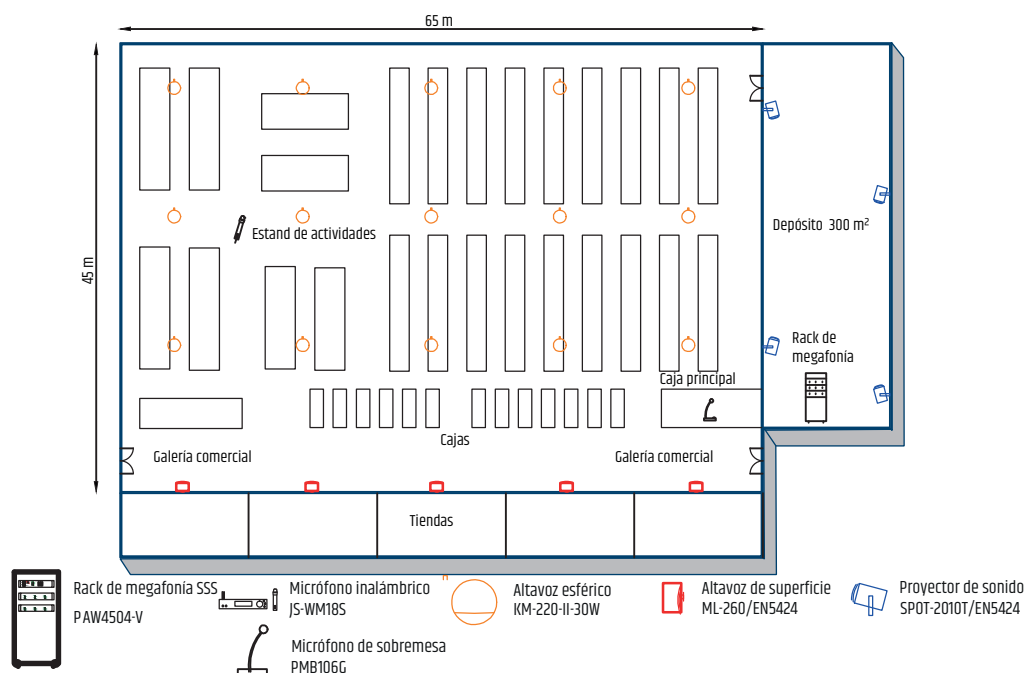 65 m
45 m
Estand de actividades
Depósito 300 m²
Rack de
megafonía
Caja principal
Cajas
Galería comercial
Galería comercial
Tiendas
Rack de megafonía SSS
PAW4504-V
Micrófono inalámbrico
JS-WM18S
Micrófono de sobremesa
PMB106G
Altavoz esférico
KM-220-II-30W
Altavoz de superficie
ML-260/EN5424
Proyector de sonido
SPOT-2010T/EN5424